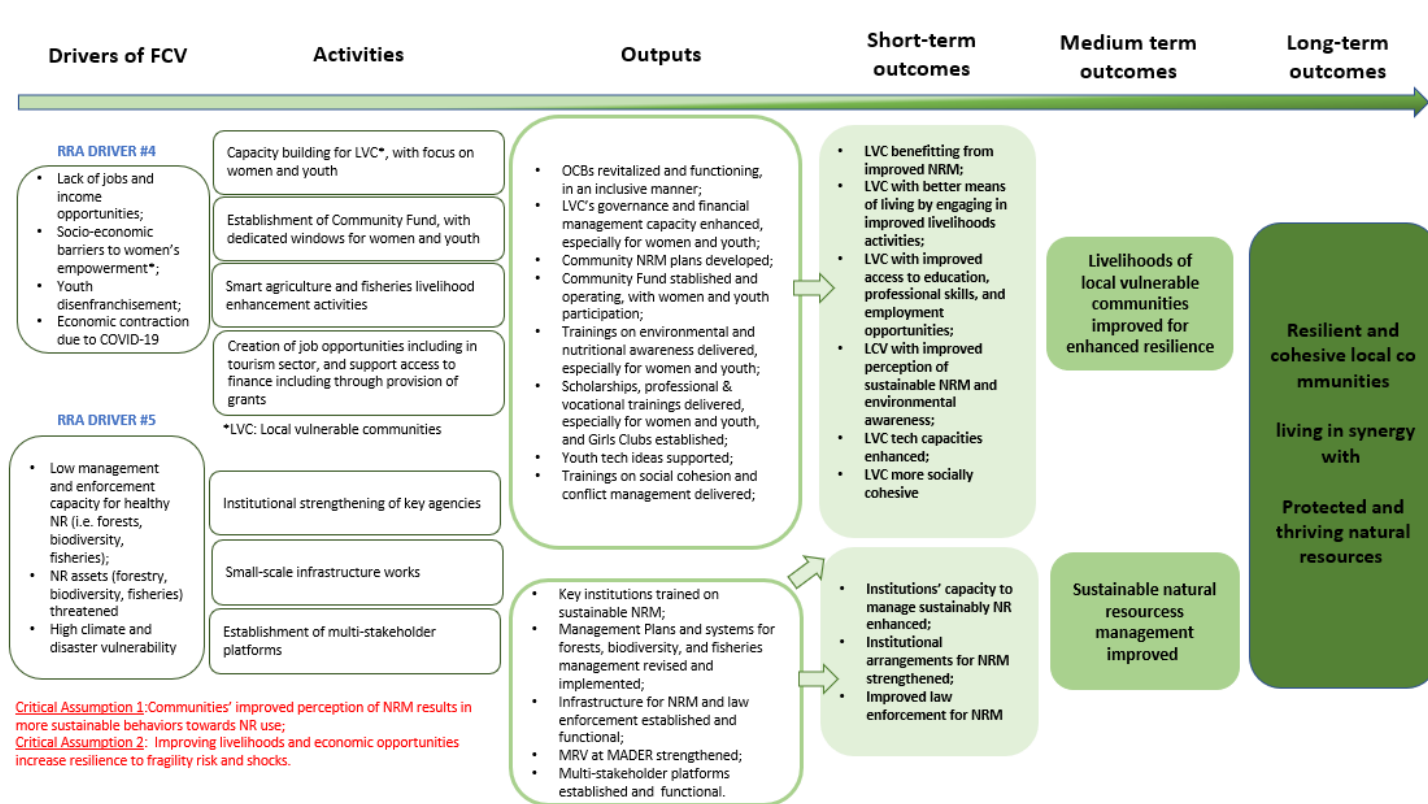 Drivers of FCV
Activities
Outputs
Short-term
outcomes
Medium term
outcomes
Long-term
outcomes
RRA DRIVER #4
• Lack of jobs and
income
opportunities;
• Socio-economic
barriers to women's
empowerment*;
• Youth
disenfranchisement;
• Economic contraction
due to COVID-19
RRA DRIVER #5
• Low management
and enforcement
capacity for healthy
NR (i.e. forests,
biodiversity,
fisheries);
• NR assets (forestry,
biodiversity, fisheries)
threatened
• High climate and
disaster vulnerability
Capacity building for LVC*, with focus on
women and youth
Establishment of Community Fund, with
dedicated windows for women and youth
Smart agriculture and fisheries livelihood
enhancement activities
Creation of job opportunities including in
tourism sector, and support access to
finance including through provision of
grants
*LVC: Local vulnerable communities
Institutional strengthening of key agencies
Small-scale infrastructure works
Establishment of multi-stakeholder
platforms
• OCBs revitalized and functioning,
in an inclusive manner;
• LVC's governance and financial
management capacity enhanced,
especially for women and youth;
• Community NRM plans developed;
• Community Fund stablished and
operating, with women and youth
participation;
• Trainings on environmental and
nutritional awareness delivered,
especially for women and youth;
• Scholarships, professional &
vocational trainings delivered,
especially for women and youth,
and Girls Clubs established;
• Youth tech ideas supported;
• Trainings on social cohesion and
conflict management delivered;
• Key institutions trained on
sustainable NRM;
• Management Plans and systems for
forests, biodiversity, and fisheries
management revised and
implemented;
• Infrastructure for NRM and law
enforcement established and
functional;
• MRV at MADER strengthened;
• Multi-stakeholder platforms
established and functional.
• LVC benefitting from
improved NRM;
• LVC with better means
of living by engaging in
improved livelihoods
activities;
• LVC with improved
access to education,
professional skills, and
employment
opportunities;
• LCV with improved
perception of
sustainable NRM and
environmental
awareness;
• LVC tech capacities
enhanced;
• LVC more socially
cohesive
• Institutions' capacity to
manage sustainably NR
enhanced;
• Institutional
arrangements for NRM
strengthened;
• Improved law
enforcement for NRM
Livelihoods of
local vulnerable
communities
improved for
enhanced resilience
Sustainable natural
resourcess
management
improved
Resilient and
cohesive local co
mmunities
living in synergy
with
Protected and
thriving natural
resources
Critical Assumption 1:Communities' improved perception of NRM results in
more sustainable behaviors towards NR use;
Critical Assumption 2: Improving livelihoods and economic opportunities
increase resilience to fragility risk and shocks.